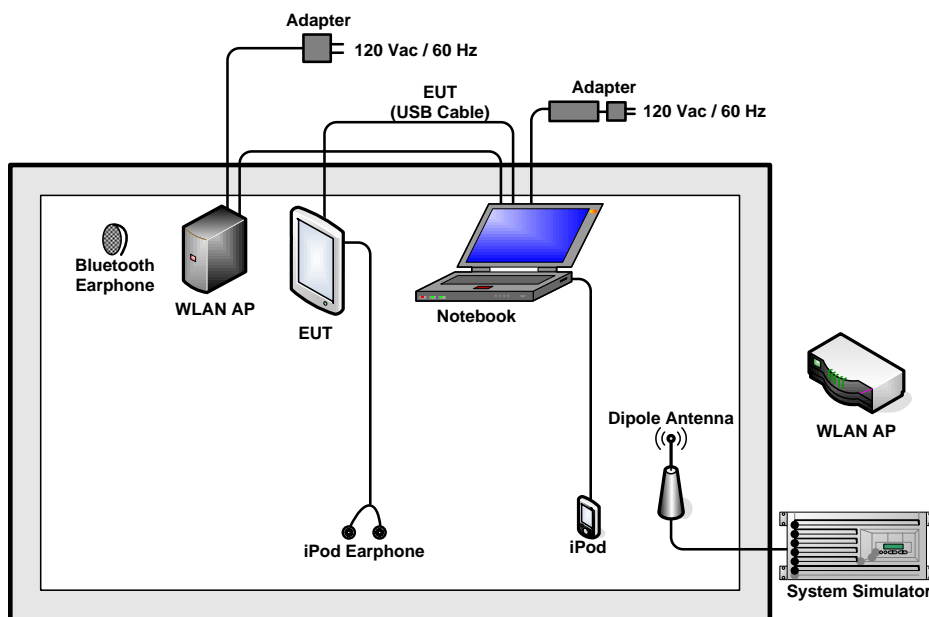 Adapter
120 Vac / 60 Hz
EUT
(USB Cable)
Adapter
120 Vac / 60 Hz
Bluetooth
Earphone
WLAN AP
EUT
Notebook
WLAN AP
Dipole Antenna
iPod Earphone
iPod
System Simulator